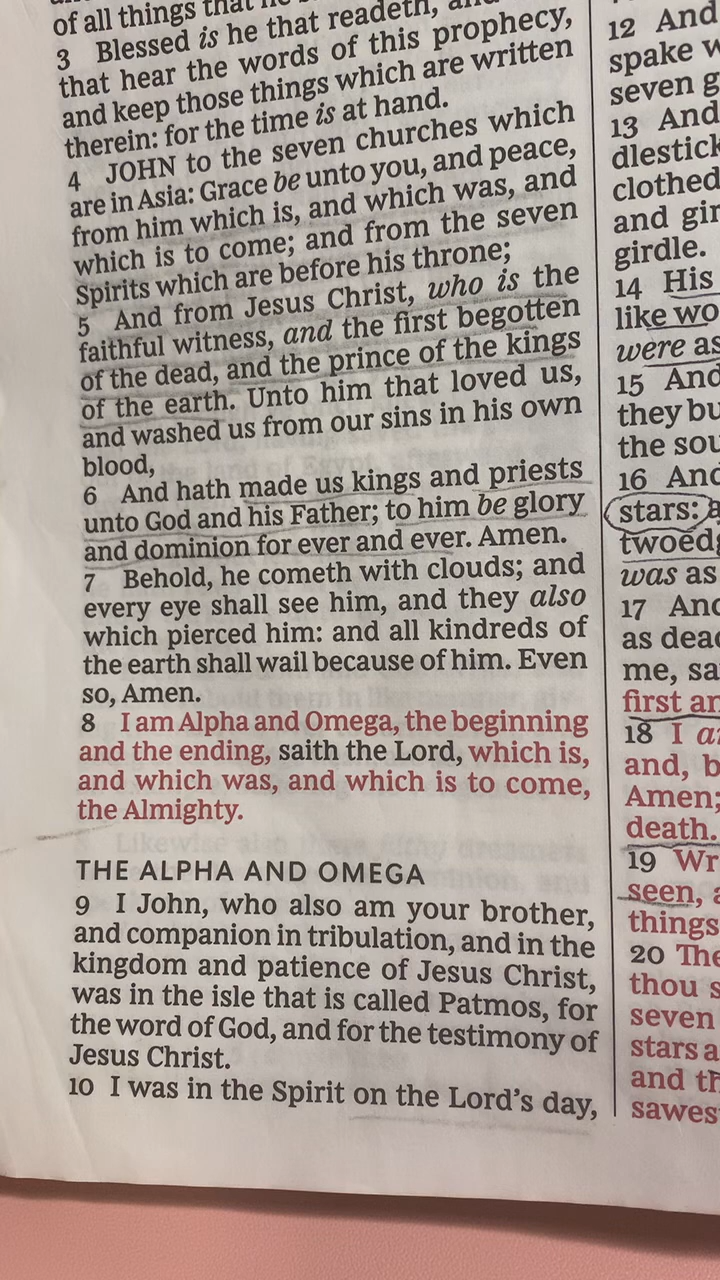 of all things that
3 Blessed is he that readeth,
that hear the words of this prophecy,
and keep those things which are written
therein: for the time is at hand.
4 JOHN to the seven churches which
are in Asia: Grace be unto you, and peace,
from him which is, and which was, and
which is to come; and from the seven
Spirits which are before his throne;
5 And from Jesus Christ, who is the
faithful witness, and the first begotten
of the dead, and the prince of the kings
of the earth. Unto him that loved us,
and washed us from our sins in his own
blood,
6 And hath made us kings and priests
unto God and his Father; to him be glory
and dominion for ever and ever. Amen.
7 Behold, he cometh with clouds; and
every eye shall see him, and they also
which pierced him: and all kindreds of
the earth shall wail because of him. Even
so, Amen.
8 I am Alpha and Omega, the beginning
and the ending, saith the Lord, which is,
and which was, and which is to come,
the Almighty.
THE ALPHA AND OMEGA
9 I John, who also am your brother,
and companion in tribulation, and in the
kingdom and patience of Jesus Christ,
was in the isle that is called Patmos, for
the word of God, and for the testimony of
Jesus Christ.
10 I was in the Spirit on the Lord's day,
12 And
spake w
seven g
13 And
dlestick
clothed
and gir
girdle.
14 His
like wo
were as
15 And
they bu
the sou
16 And
stars: a
twoedg
was as
17 And
as dead
me, sa
first an
18 I a
and, b
Amen;
death.
19 Wr
seen, a
things
20 The
thou s
seven
stars a
and th
sawes